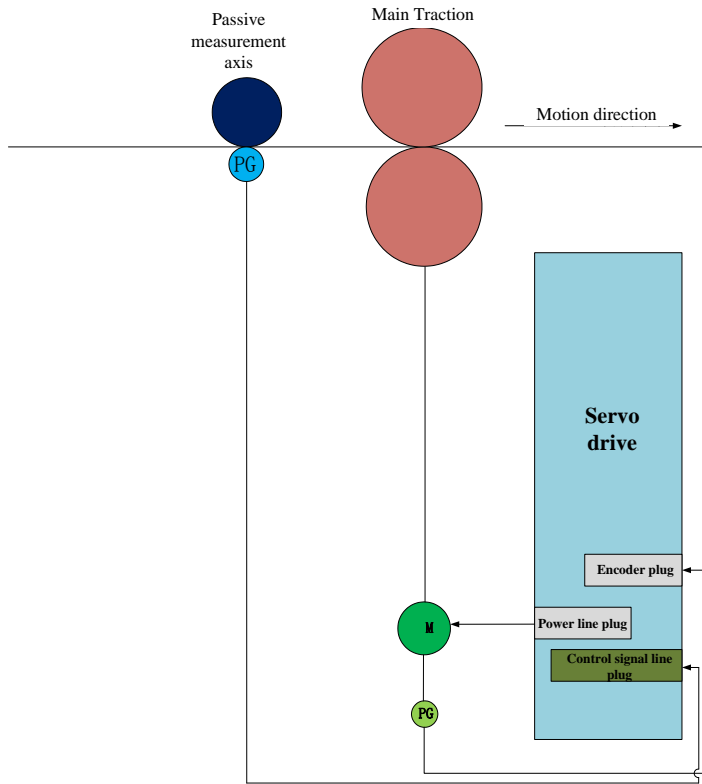 Passive
measurement
axis
Main Traction
Motion direction
PG
Servo
drive
Encoder plug
Power line plug
M
Control signal line
plug
PG